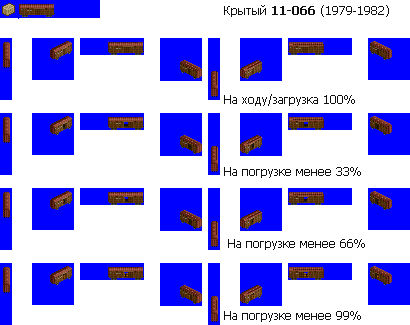 Крытый 11-066 (1979-1982)
На ходу/загрузка 100%
На погрузке менее 33%
На погрузке менее 66%
На погрузке менее 99%